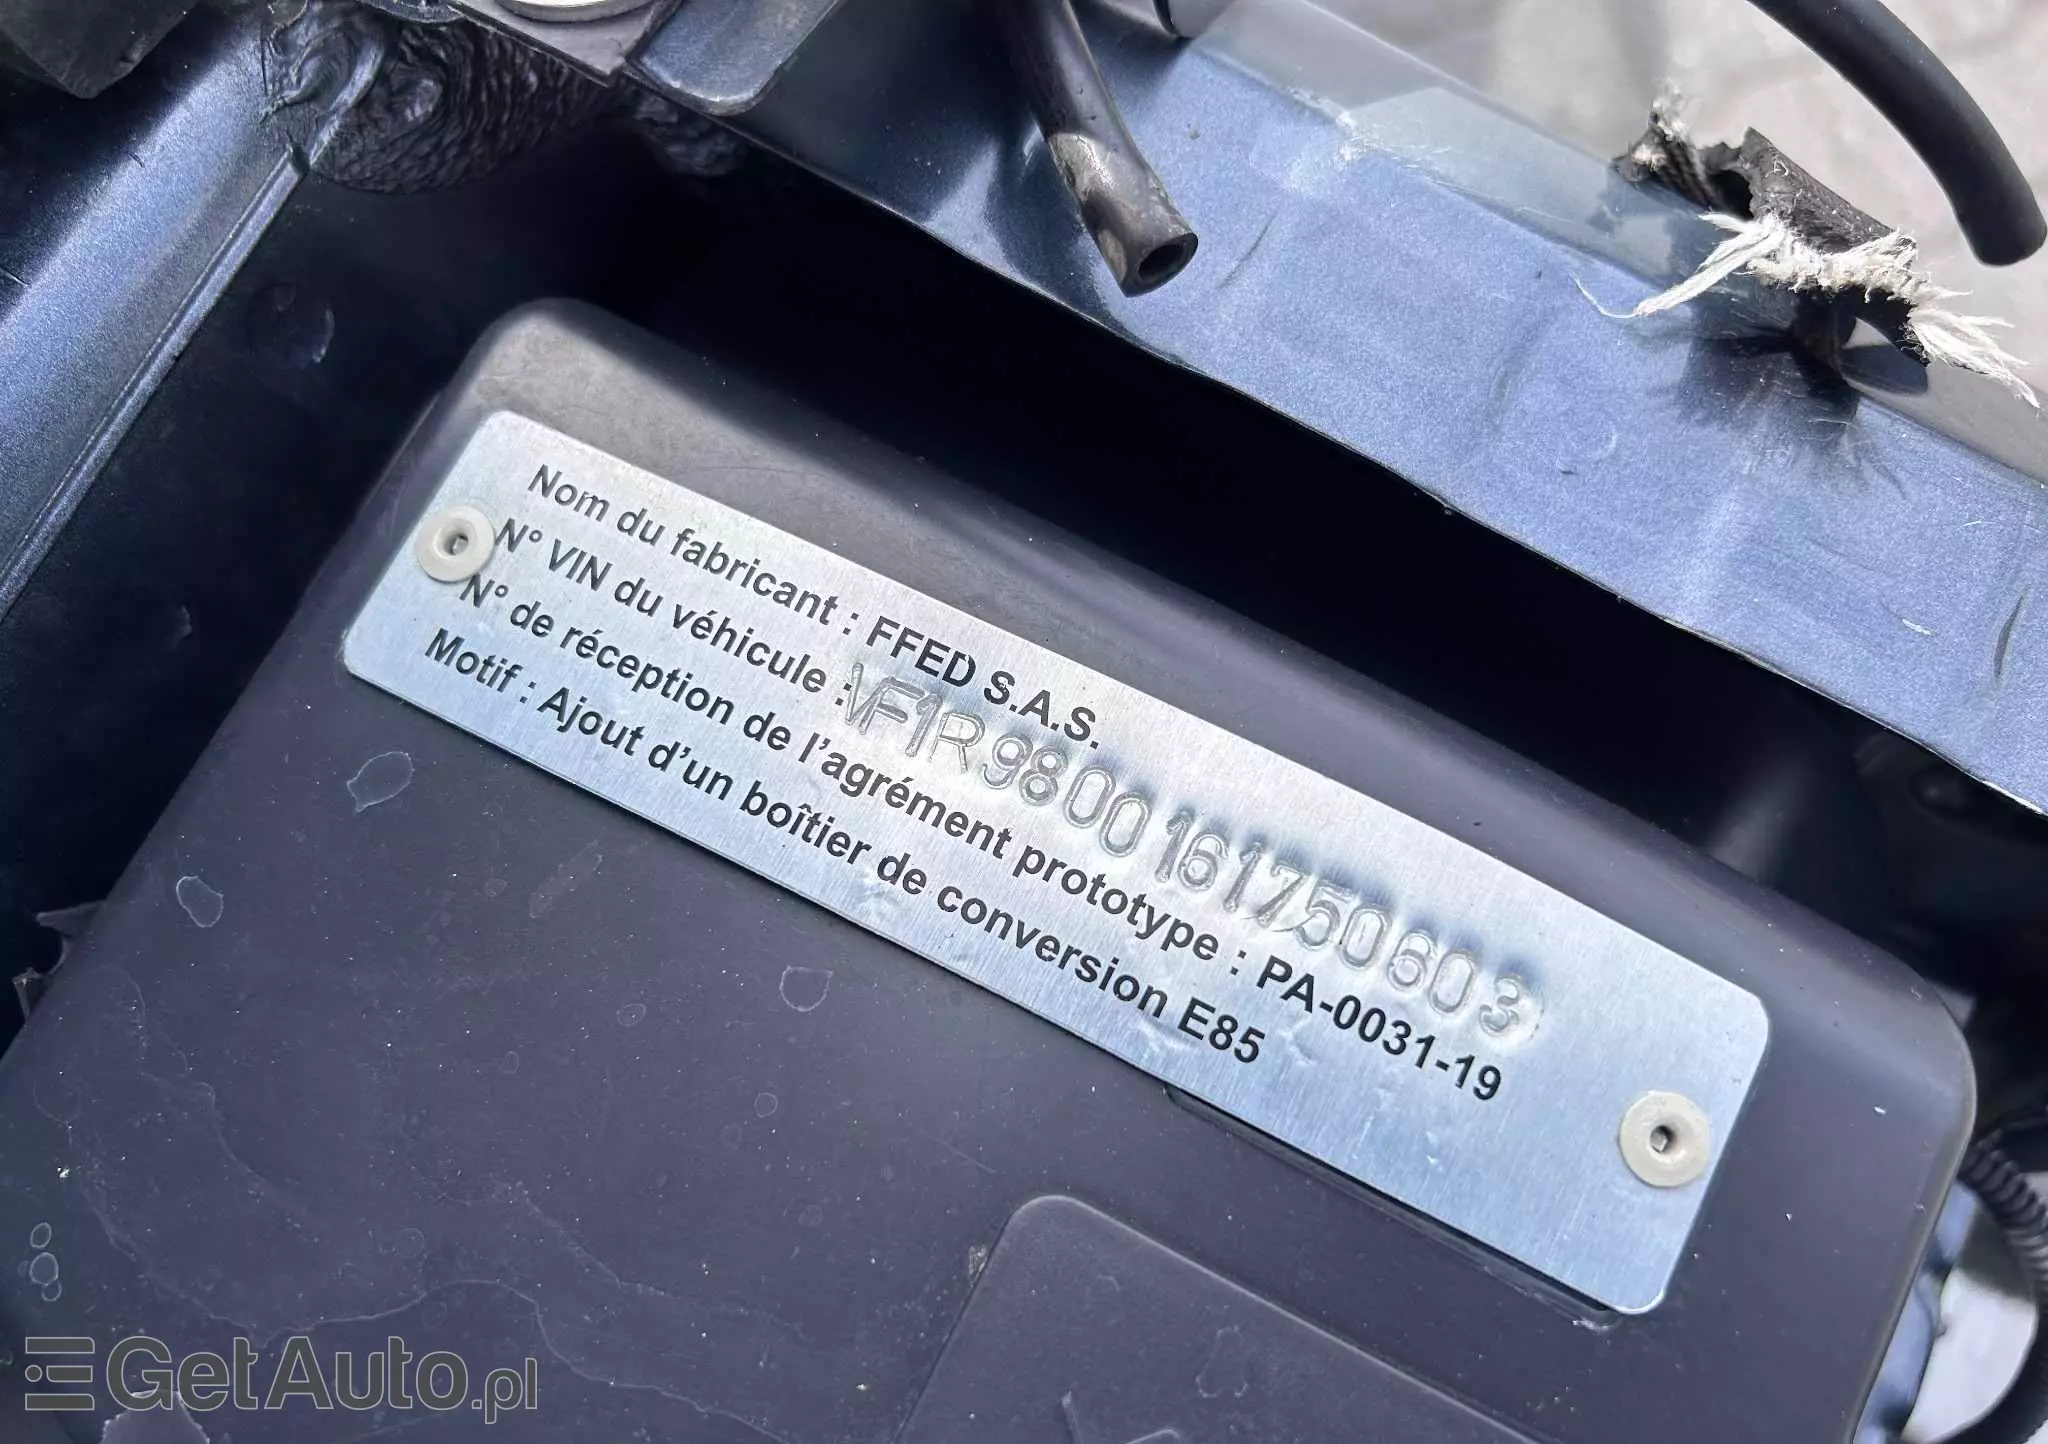 Nom du fabricant : FFED S.A.S.
N° VIN du véhicule : VF1R9800161750603
N° de réception de l'agrément prototype : PA-0031-19
Motif : Ajout d'un boîtier de conversion E85
GetAuto.pl